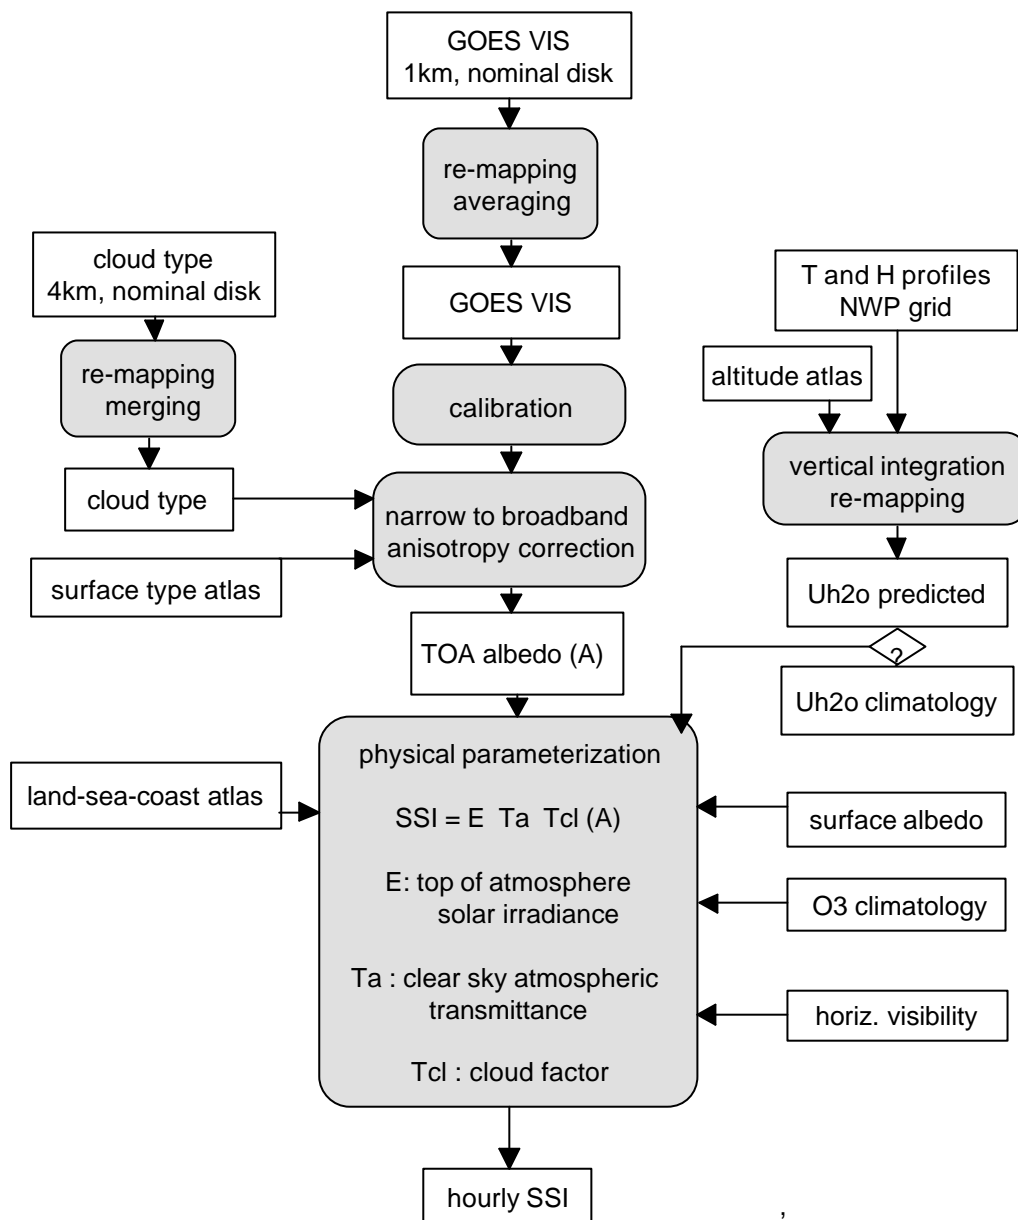 GOES VIS
1km, nominal disk
re-mapping
averaging
cloud type
4km, nominal disk
GOES VIS
T and H profiles
NWP grid
re-mapping
merging
altitude atlas
calibration
vertical integration
re-mapping
cloud type
narrow to broadband
anisotropy correction
surface type atlas
Uh2o predicted
TOA albedo (A)
?
Uh2o climatology
physical parameterization
land-sea-coast atlas
SSI = E Ta Tcl (A)
surface albedo
E: top of atmosphere
solar irradiance
O3 climatology
Ta : clear sky atmospheric
transmittance
horiz. visibility
Tcl : cloud factor
hourly SSI
,